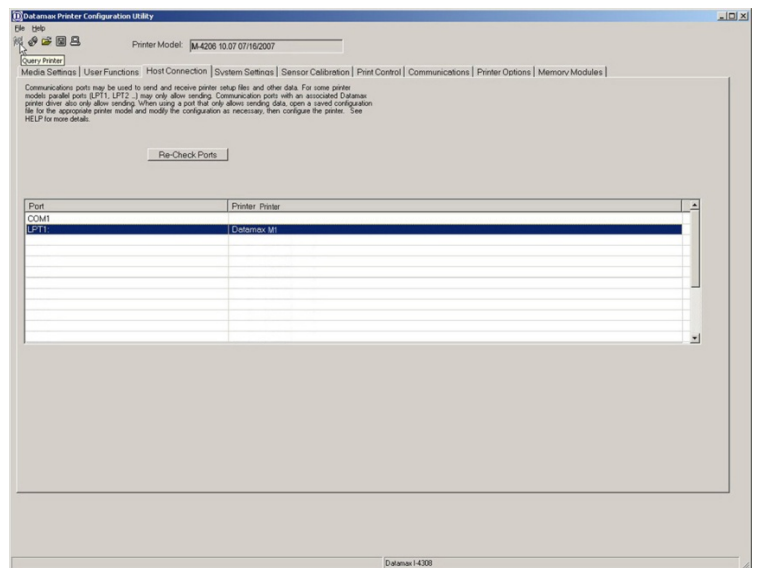 Datamax Printer Configuration Utility
File Help
Printer Model: M-4206 10.07 07/16/2007
Query Printer
Media Settings User Functions Host Connection System Settings Sensor Calibration Print Control Communications Printer Options Memory Modules
Communications ports may be used to send and receive printer setup files and other data. For some printer
models parallel ports (LPT1, LPT2 ...) may only allow sending. Communication ports with an associated Datamax
printer driver also only allow sending. When using a port that only allows sending data, open a saved configuration
file for the appropriate printer model and modify the configuration as necessary, then configure the printer. See
HELP for more details.
Re-Check Ports
Port Printer Printer
COM1
LPT1: Datamax M1
Datamax I-4308